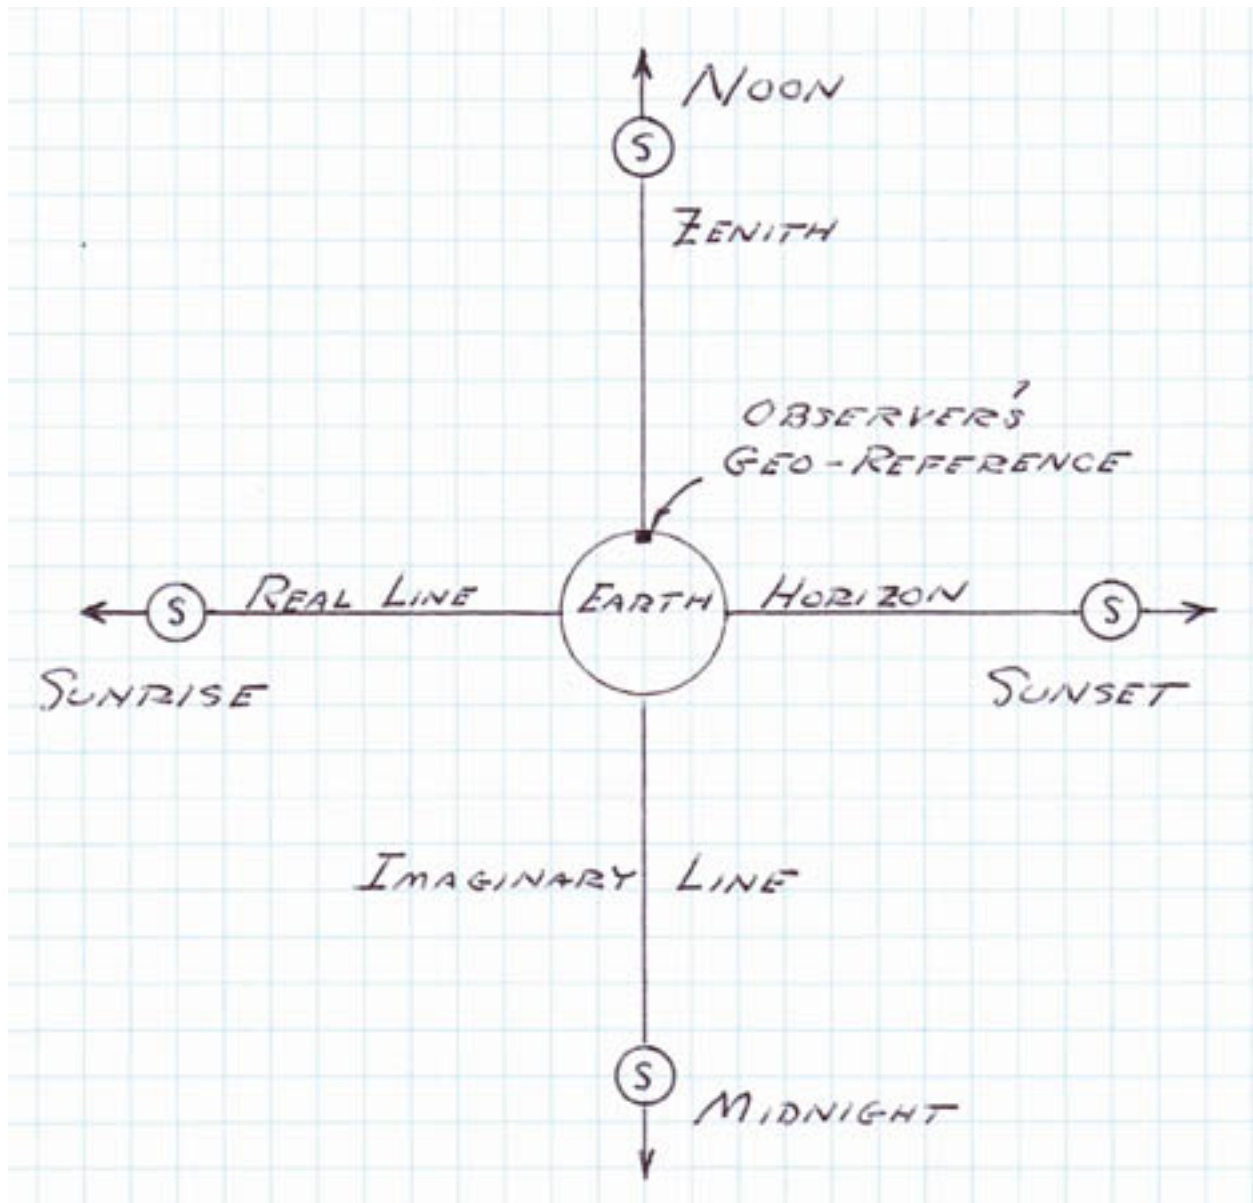 NOON
S
ZENITH
OBSERVER'S
GEO-REFERENCE
S
REAL LINE
EARTH
HORIZON
S
SUNRISE
SUNSET
IMAGINARY LINE
S
MIDNIGHT